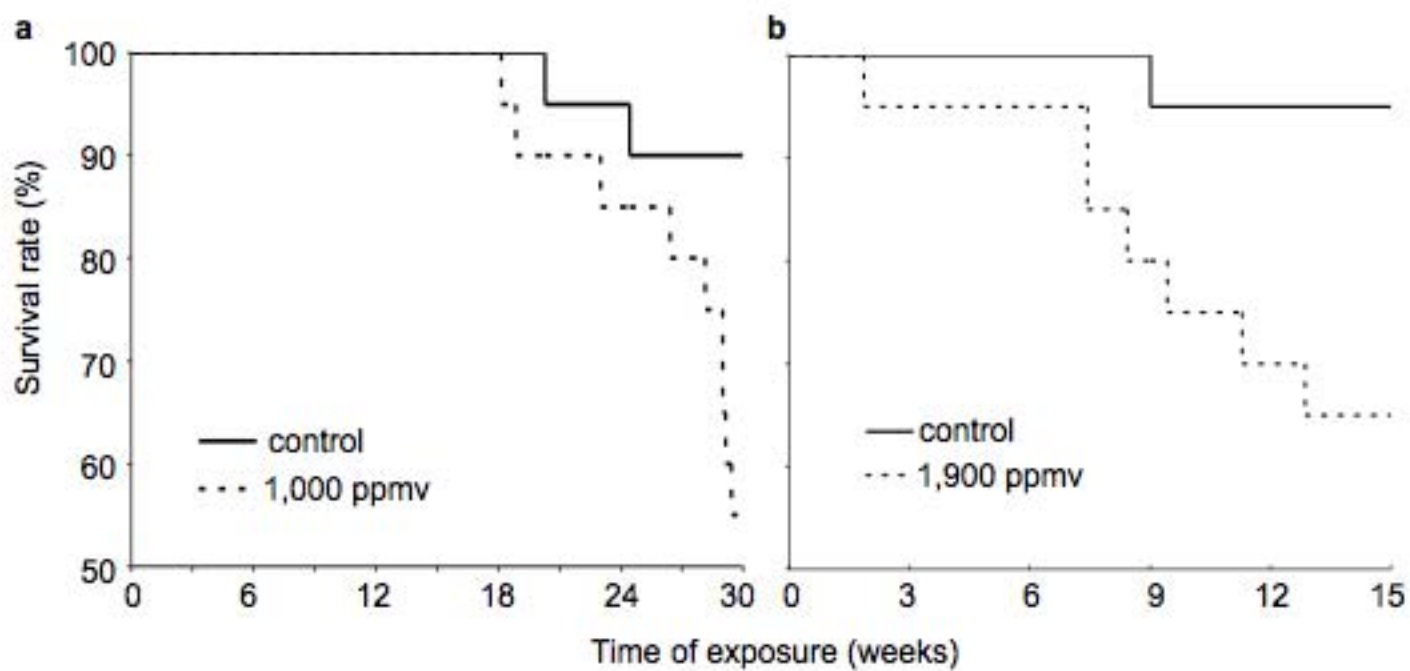 a
b
100
90
80
70
60
50
Survival rate (%)
control
1,000 ppmv
control
1,900 ppmv
0 6 12 18 24 30
0 3 6 9 12 15
Time of exposure (weeks)